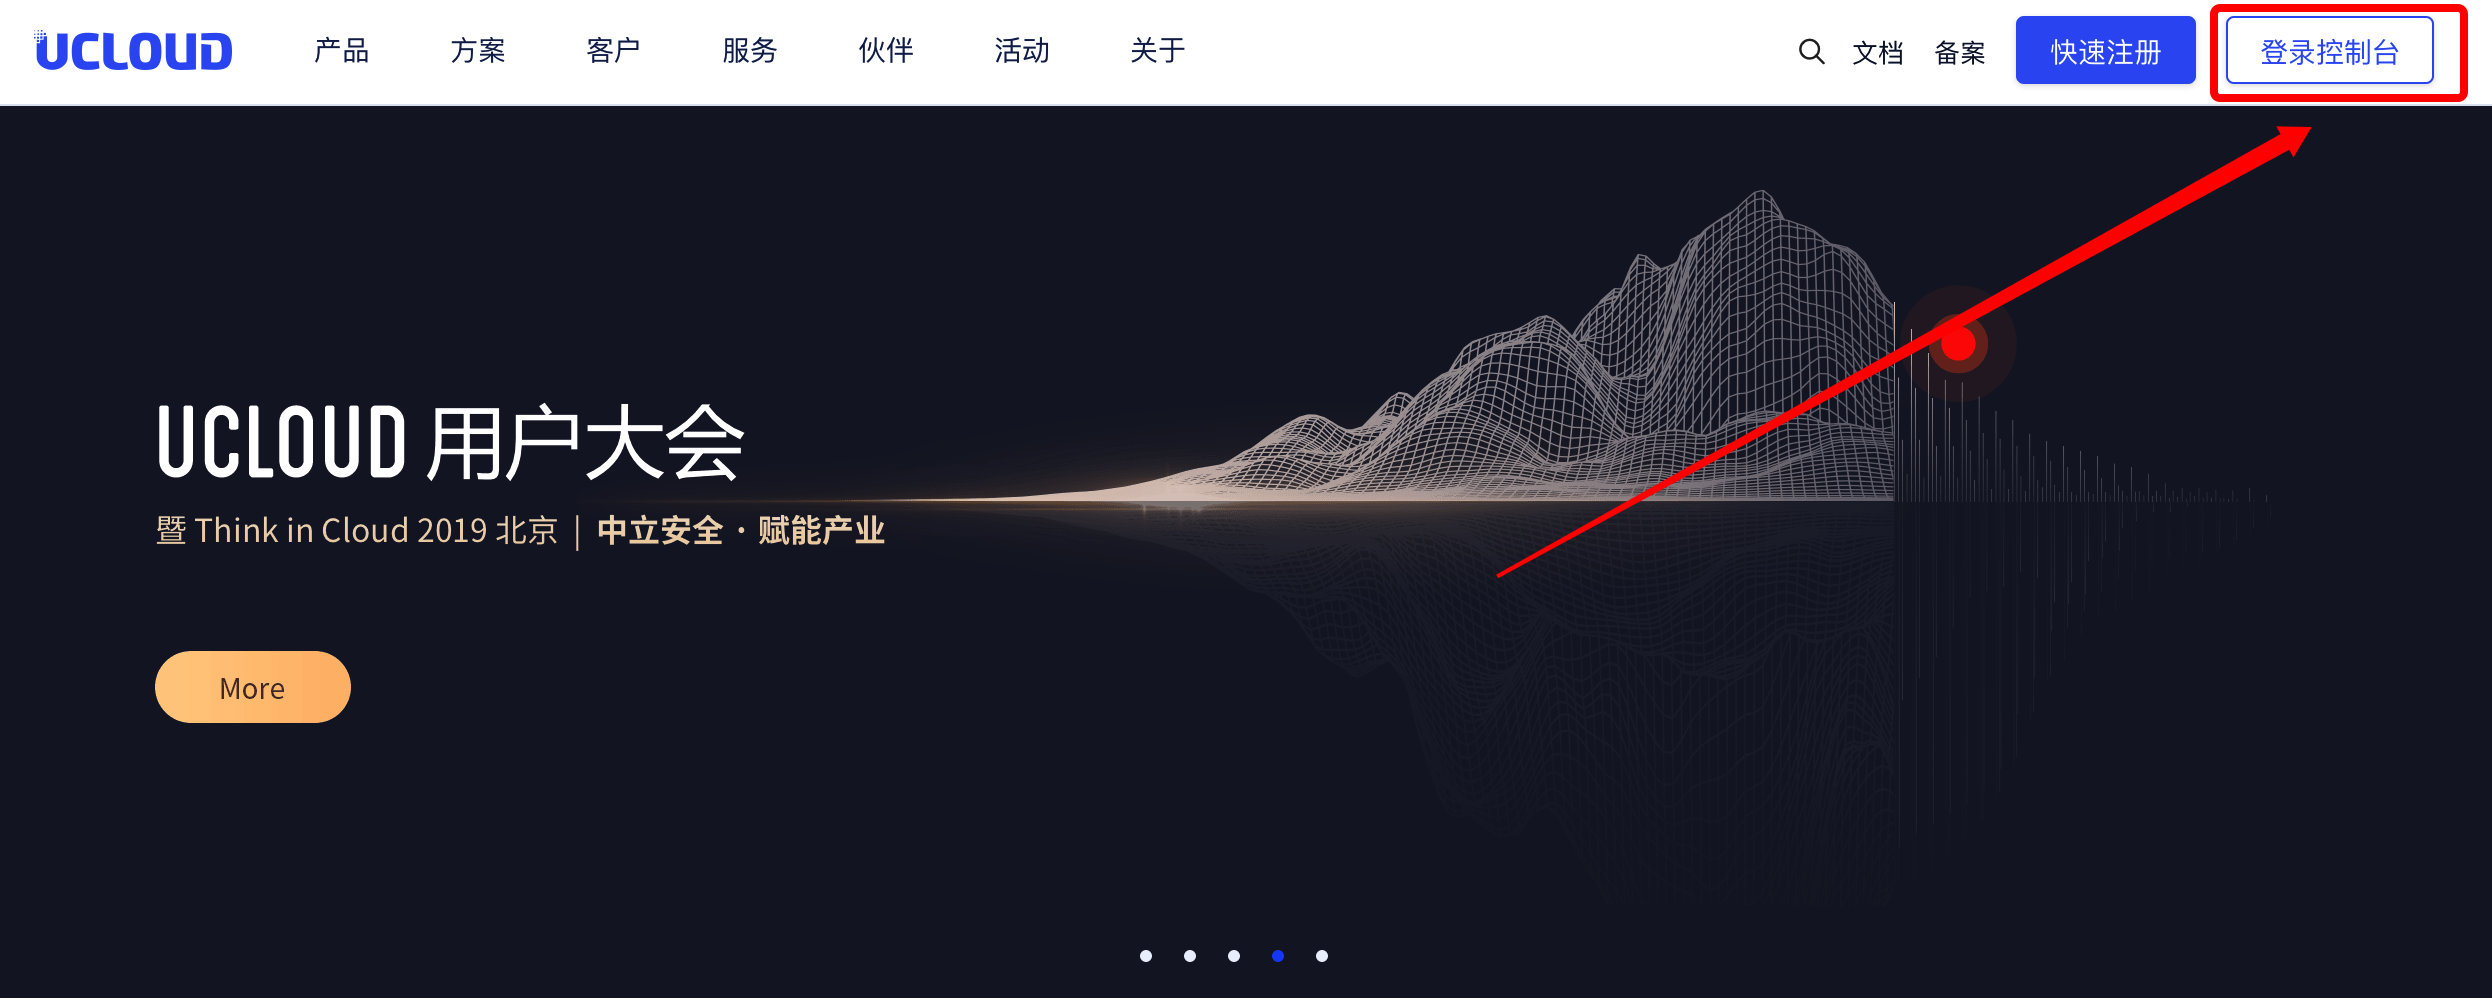 UCLOUD 产品 方案 客户 服务 伙伴 活动 关于 文档 备案 快速注册 登录控制台
UCLOUD 用户大会
暨 Think in Cloud 2019 北京 | 中立安全 · 赋能产业
More